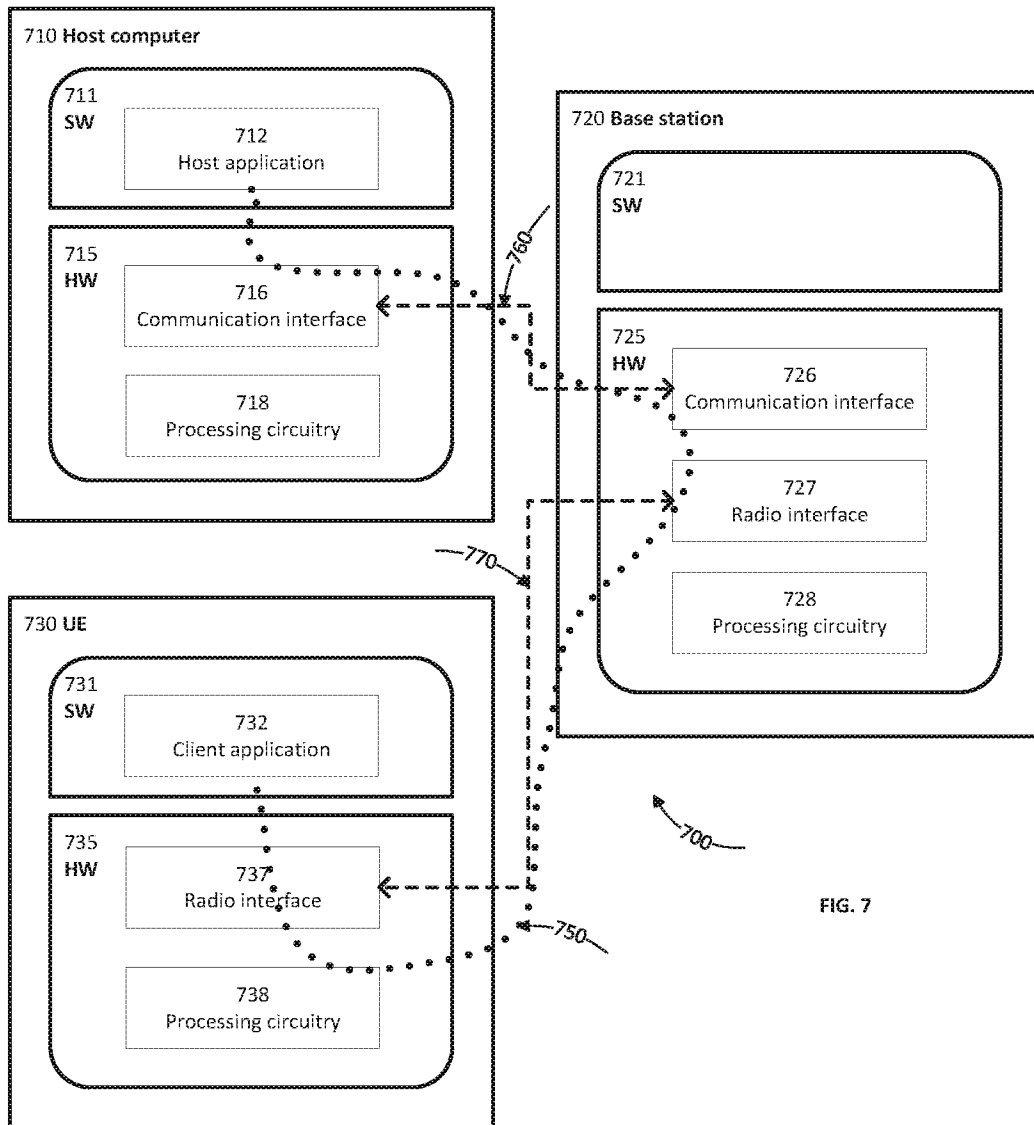 710 Host computer
711
SW
712
Host application
715
HW
716
Communication interface
718
Processing circuitry
760
720 Base station
721
SW
725
HW
726
Communication interface
727
Radio interface
728
Processing circuitry
770
730 UE
731
SW
732
Client application
735
HW
737
Radio interface
738
Processing circuitry
750
700
FIG. 7